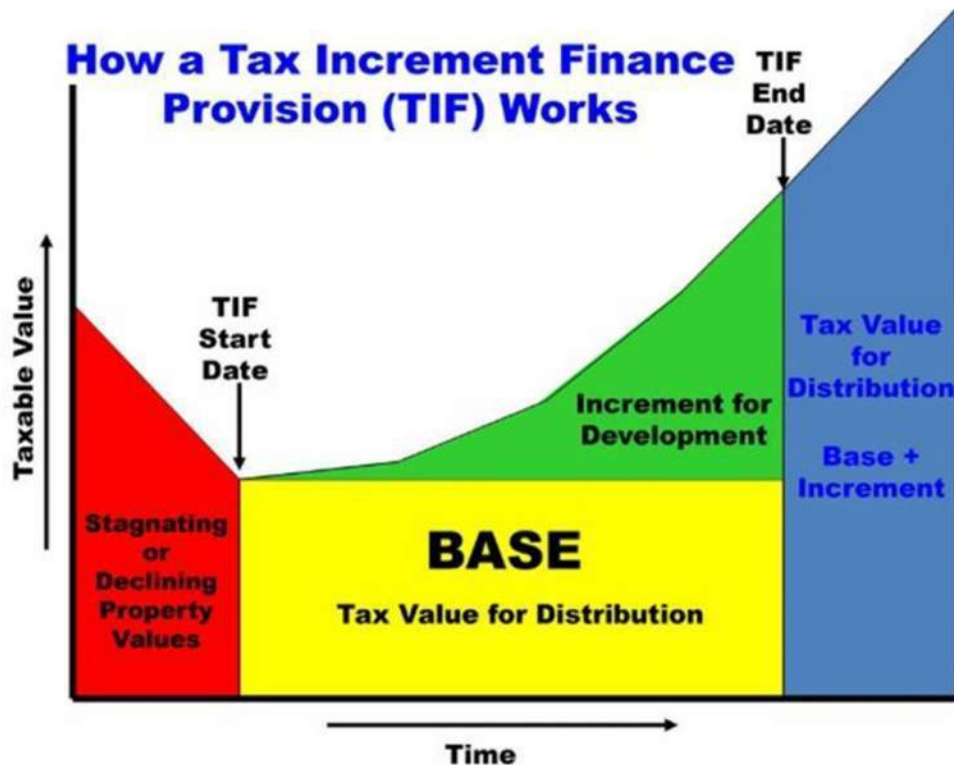 How a Tax Increment Finance
Provision (TIF) Works
TIF
End
Date
TIF
Start
Date
Taxable Value
Stagnating
or
Declining
Property
Values
Increment for
Development
BASE
Tax Value for Distribution
Tax Value
for
Distribution
Base +
Increment
Time